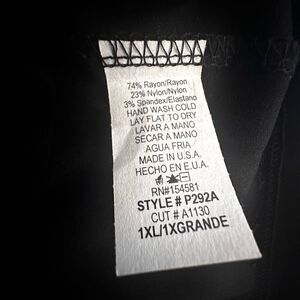 74% Rayon/Rayon
23% Nylon/Nylon
3% Spandex/Elastano
HAND WASH COLD
LAY FLAT TO DRY
LAVAR A MANO
SECAR A MANO
AGUA FRIA
MADE IN U.S.A.
HECHO EN E.U.A.
RN#154581
STYLE # P292A
CUT # A1130
1XL/1XGRANDE